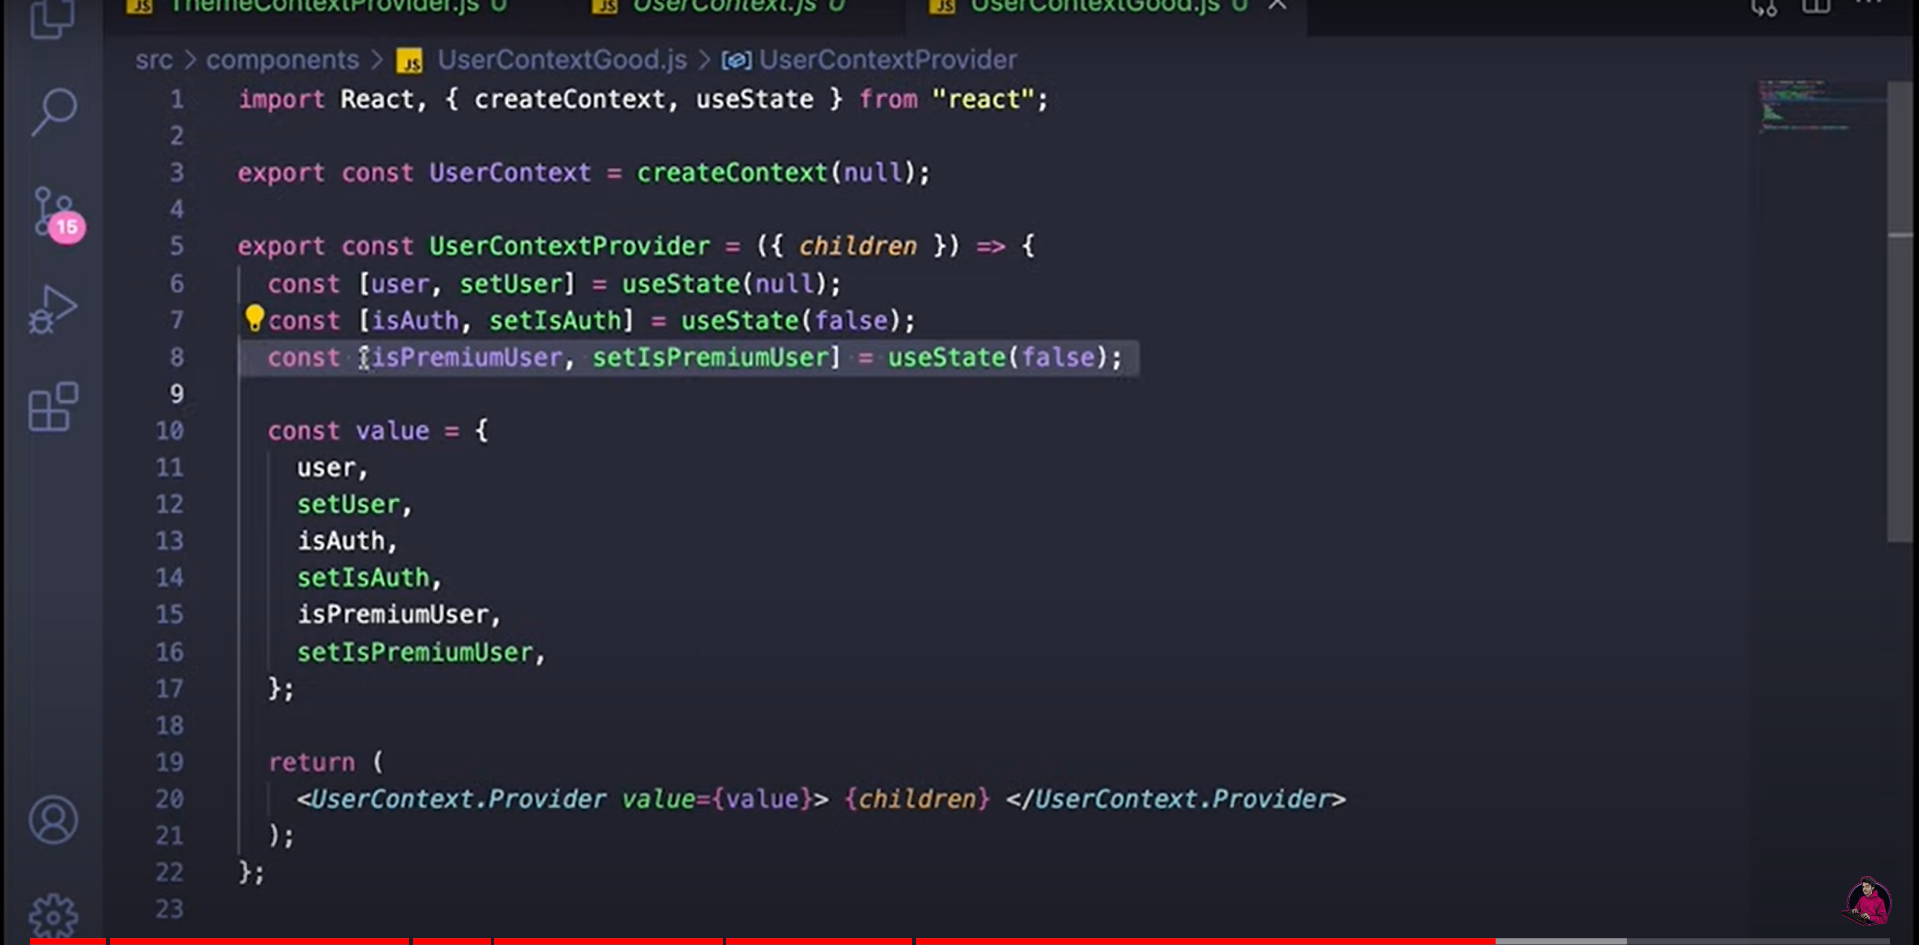 ThemeContextProvider.js U
UserContext.js U
UserContextGood.js U
src > components > JS UserContextGood.js > UserContextProvider
1 import React, { createContext, useState } from "react";
2
3 export const UserContext = createContext(null);
4
5 export const UserContextProvider = ({ children }) => {
6 const [user, setUser] = useState(null);
7 const [isAuth, setIsAuth] = useState(false);
8 const [isPremiumUser, setIsPremiumUser] = useState(false);
9
10 const value = {
11 user,
12 setUser,
13 isAuth,
14 setIsAuth,
15 isPremiumUser,
16 setIsPremiumUser,
17 };
18
19 return (
20 <UserContext.Provider value={value}> {children} </UserContext.Provider>
21 );
22 };
23
15